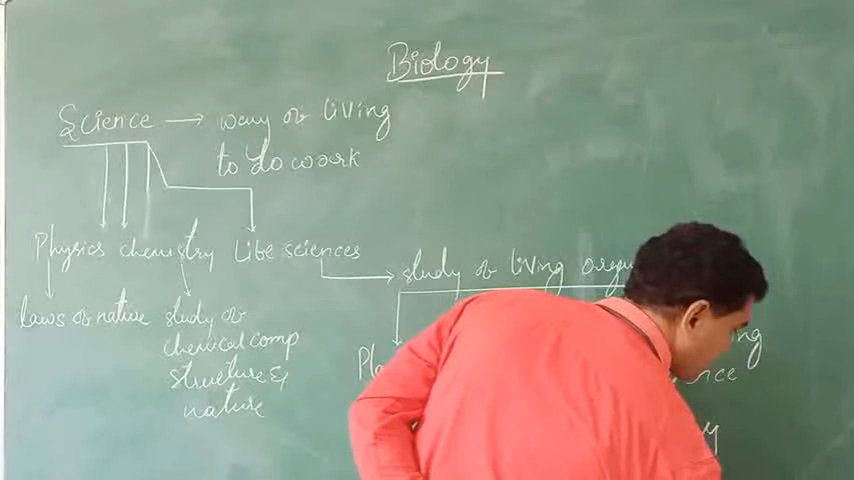 Biology
Science → way of living
to do work
Physics chemistry Life sciences
study of living
laws of nature
study of
chemical comp
structure &
nature